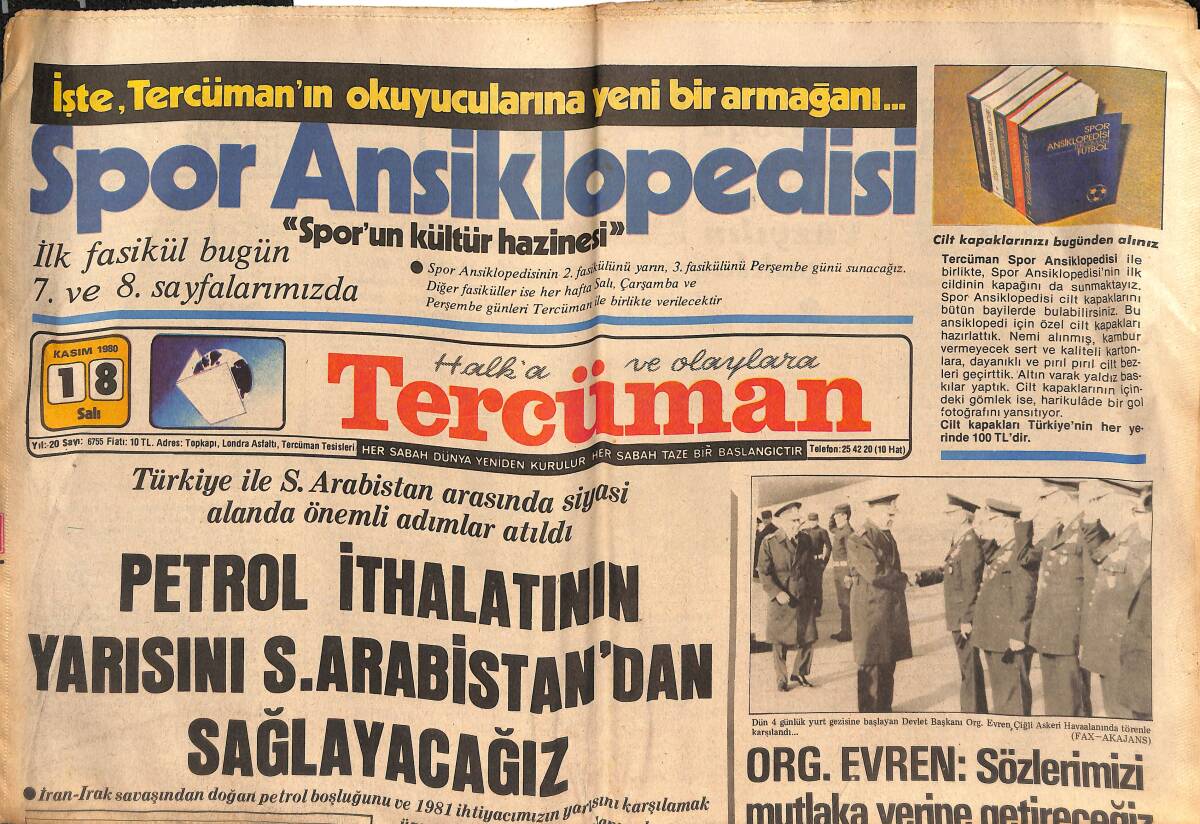 İşte, Tercüman'ın okuyucularına yeni bir armağanı...
Spor Ansiklopedisi
“Spor'un kültür hazinesi”
İlk fasikül bugün
7. ve 8. sayfalarımızda
● Spor Ansiklopedisinin 2. fasikülünü yarın, 3. fasikülünü Perşembe günü sunacağız.
Diğer fasiküller ise her hafta Salı, Çarşamba ve
Perşembe günleri Tercüman ile birlikte verilecektir
SPOR
ANSİKLOPEDİSİ
FUTBOL
Cilt kapaklarınızı bugünden alınız
Tercüman Spor Ansiklopedisi ile
birlikte, Spor Ansiklopedisi'nin ilk
cildinin kapağını da sunmaktayız.
Spor Ansiklopedisi cilt kapaklarını
bütün bayilerde bulabilirsiniz. Bu
ansiklopedi için özel cilt kapakları
hazırlattık. Nemi alınmış, kambur
vermeyecek sert ve kaliteli karton-
lara, dayanıklı ve pırıl pırıl cilt bez-
leri geçirttik. Altın varak yaldız bas-
kılar yaptık. Cilt kapaklarının için-
deki gömlek ise, harikulâde bir gol
fotoğrafını yansıtıyor.
Cilt kapakları Türkiye'nin her ye-
rinde 100 TL'dir.
KASIM 1980
18
Salı
Halk'a ve olaylara
Tercüman
Yıl:-20 Sayı: 6755 Fiatı: 10 TL. Adres: Topkapı, Londra Asfaltı, Tercüman Tesisleri
HER SABAH DÜNYA YENİDEN KURULUR HER SABAH TAZE BİR BAŞLANGIÇTIR
Telefon: 25 42 20 (10 Hat)
Türkiye ile S. Arabistan arasında siyasi
alanda önemli adımlar atıldı
PETROL İTHALATININ
YARISINI S.ARABİSTAN'DAN
SAĞLAYACAĞIZ
● İran-Irak savaşından doğan petrol boşluğunu ve 1981 ihtiyacımızın yarısını karşılamak
Dün 4 günlük yurt gezisine başlayan Devlet Başkanı Org. Evren, Çiğli Askeri Havaalanında törenle
karşılandı...
(FAX-AKAJANS)
ORG. EVREN: Sözlerimizi
mutlaka yerine getireceğiz